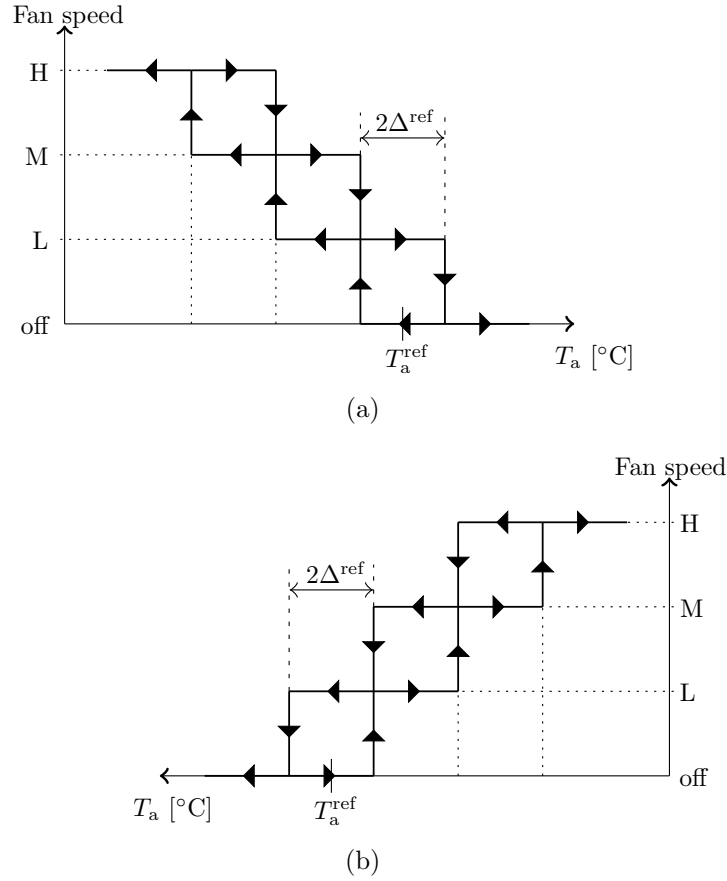 Fan speed
H
2Δ^ref
M
L
off
T_a^ref
T_a [°C]
(a)
Fan speed
H
2Δ^ref
M
L
off
T_a [°C]
T_a^ref
(b)